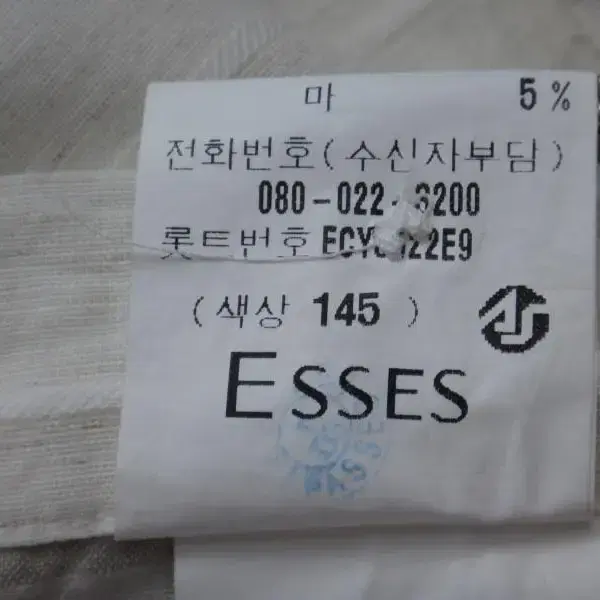 마 5%
전화번호(수신자부담)
080-022-
롯트번호
(색상 145 )
ESSES